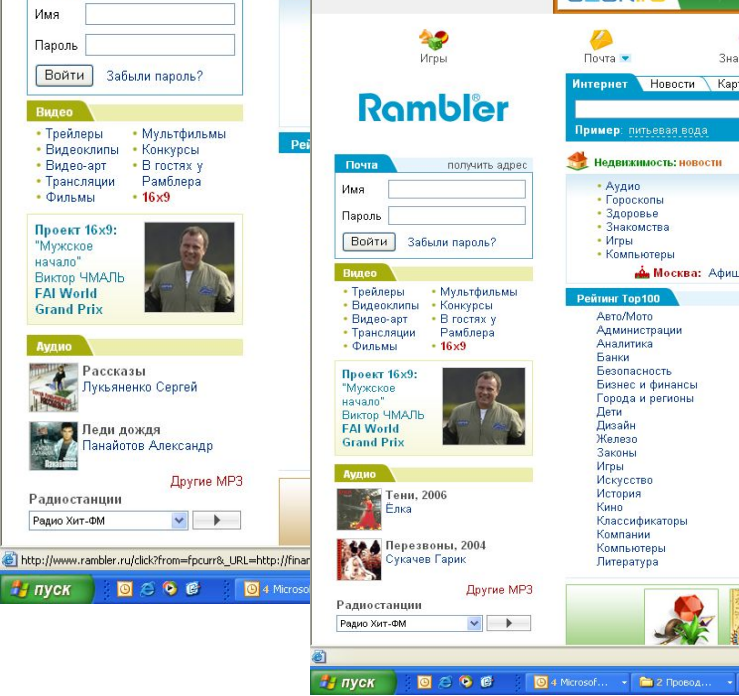 Имя
Пароль
Войти Забыли пароль?
Видео
• Трейлеры • Мультфильмы
• Видеоклипы • Конкурсы
• Видео-арт • В гостях у
• Трансляции Рамблера
• Фильмы • 16x9
Проект 16x9:
"Мужское
начало"
Виктор ЧМАЛЬ
FAI World
Grand Prix
Аудио
Рассказы
Лукьяненко Сергей
Леди дождя
Панайотов Александр
Другие MP3
Радиостанции
Радио Хит-ФМ
http://www.rambler.ru/click?from=fpcurr&_URL=http://finar
пуск 4 Microso
Рей
Игры Почта Зна
Rambler
Интернет Новости Карт
Пример: питьевая вода
Почта получить адрес
Имя
Пароль
Войти Забыли пароль?
Недвижимость: новости
• Аудио
• Гороскопы
• Здоровье
• Знакомства
• Игры
• Компьютеры
Москва: Афиш
Видео
• Трейлеры • Мультфильмы
• Видеоклипы • Конкурсы
• Видео-арт • В гостях у
• Трансляции Рамблера
• Фильмы • 16x9
Проект 16x9:
"Мужское
начало"
Виктор ЧМАЛЬ
FAI World
Grand Prix
Аудио
Тени, 2006
Ёлка
Перезвоны, 2004
Сукачев Гарик
Другие MP3
Радиостанции
Радио Хит-ФМ
Рейтинг Top100
Авто/Мото
Администрации
Аналитика
Банки
Безопасность
Бизнес и финансы
Города и регионы
Дети
Дизайн
Железо
Законы
Игры
Искусство
История
Кино
Классификаторы
Компании
Компьютеры
Литература
пуск 4 Microsof... 2 Провод...